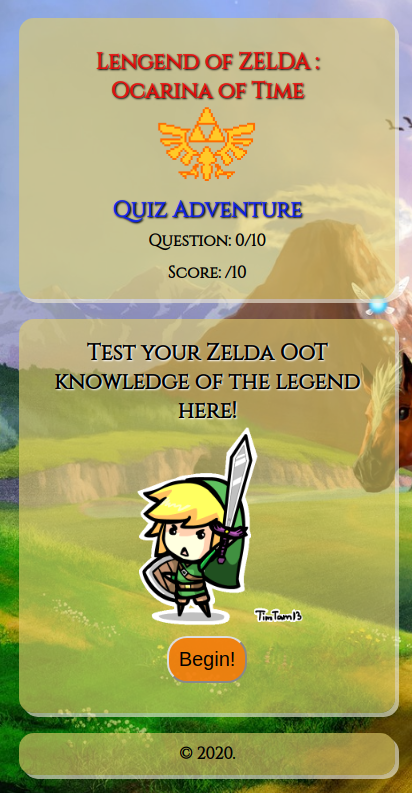 Lengend of ZELDA :
Ocarina of Time
Quiz Adventure
Question: 0/10
Score: /10
Test your Zelda OoT
knowledge of the legend
here!
TimTam13
Begin!
© 2020.